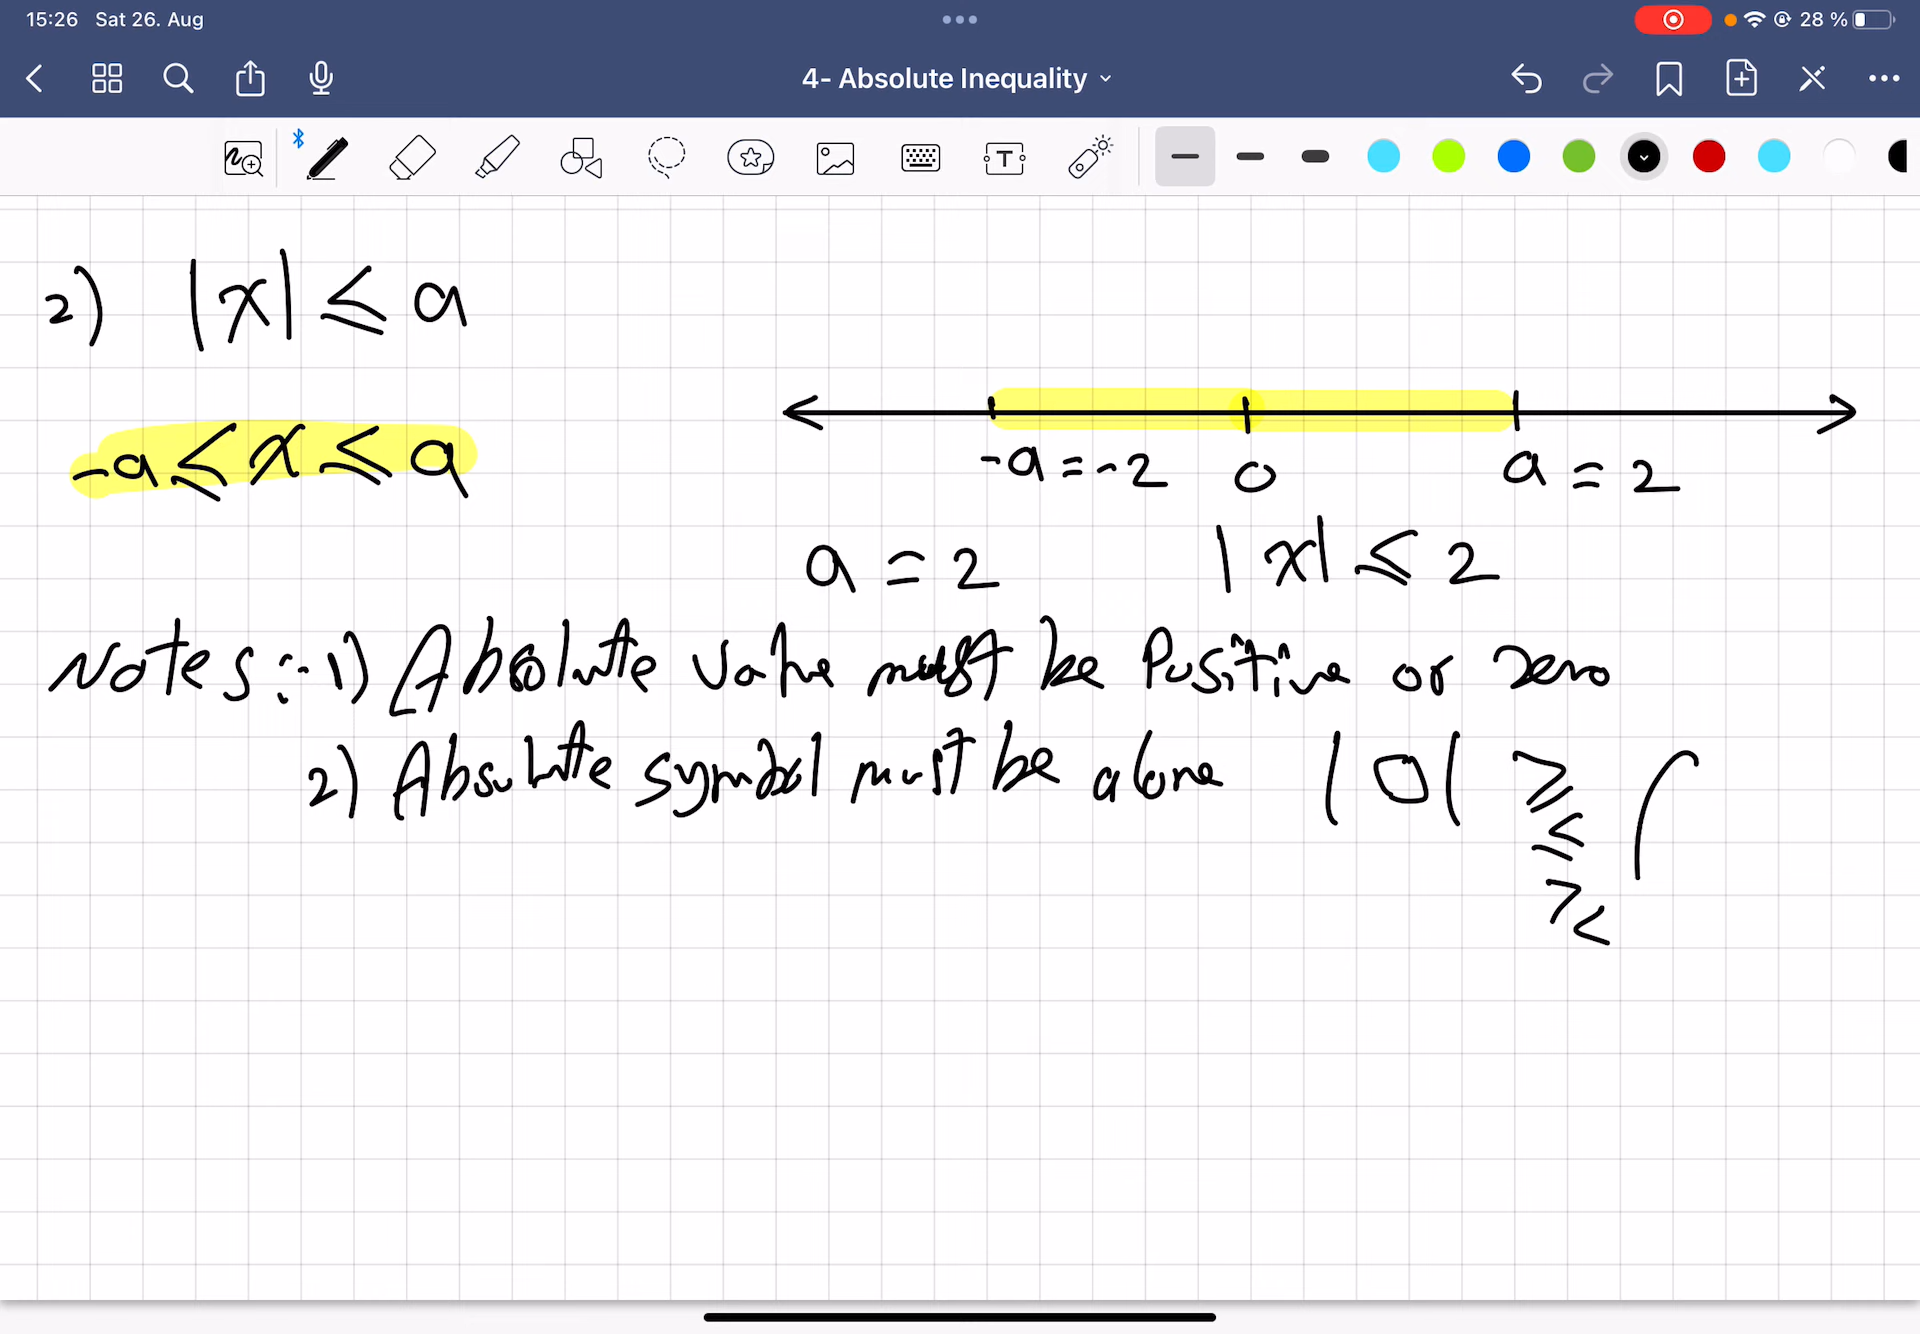 15:26 Sat 26. Aug 28 %
4- Absolute Inequality
T
2) |x| ≤ a
-a ≤ x ≤ a
-a = -2 0 a = 2
a = 2 |x| ≤ 2
Notes :- 1) Absolute value must be Positive or zero
2) Absolute symbol must be alone |□| ≥
≤
> <